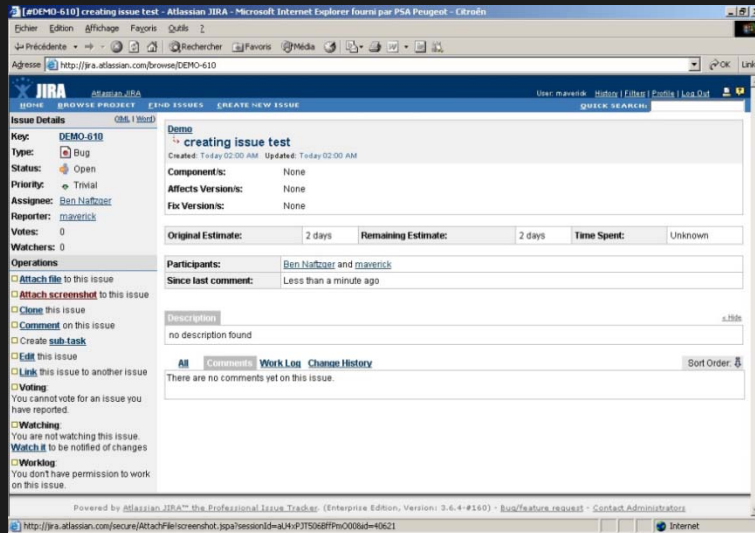 [#DEMO-610] creating issue test - Atlassian JIRA - Microsoft Internet Explorer fourni par PSA Peugeot - Citroën
Fichier Edition Affichage Favoris Outils ?
Précédente Rechercher Favoris Média
Adresse http://jira.atlassian.com/browse/DEMO-610 OK Link
JIRA Atlassian JIRA User: maverick History | Filters | Profile | Log Out
HOME BROWSE PROJECT FIND ISSUES CREATE NEW ISSUE QUICK SEARCH:
Issue Details (XML | Word)
Key: DEMO-610
Type: Bug
Status: Open
Priority: Trivial
Assignee: Ben Naftzger
Reporter: maverick
Votes: 0
Watchers: 0
Operations
Attach file to this issue
Attach screenshot to this issue
Clone this issue
Comment on this issue
Create sub-task
Edit this issue
Link this issue to another issue
Voting:
You cannot vote for an issue you
have reported.
Watching:
You are not watching this issue.
Watch it to be notified of changes
Worklog:
You don't have permission to work
on this issue.
Demo
creating issue test
Created: Today 02:00 AM Updated: Today 02:00 AM
Component/s: None
Affects Version/s: None
Fix Version/s: None
Original Estimate: 2 days Remaining Estimate: 2 days Time Spent: Unknown
Participants: Ben Naftzger and maverick
Since last comment: Less than a minute ago
Description « Hide
no description found
All Comments Work Log Change History Sort Order:
There are no comments yet on this issue.
Powered by Atlassian JIRA™ the Professional Issue Tracker. (Enterprise Edition, Version: 3.6.4-#160) - Bug/feature request - Contact Administrators
Internet